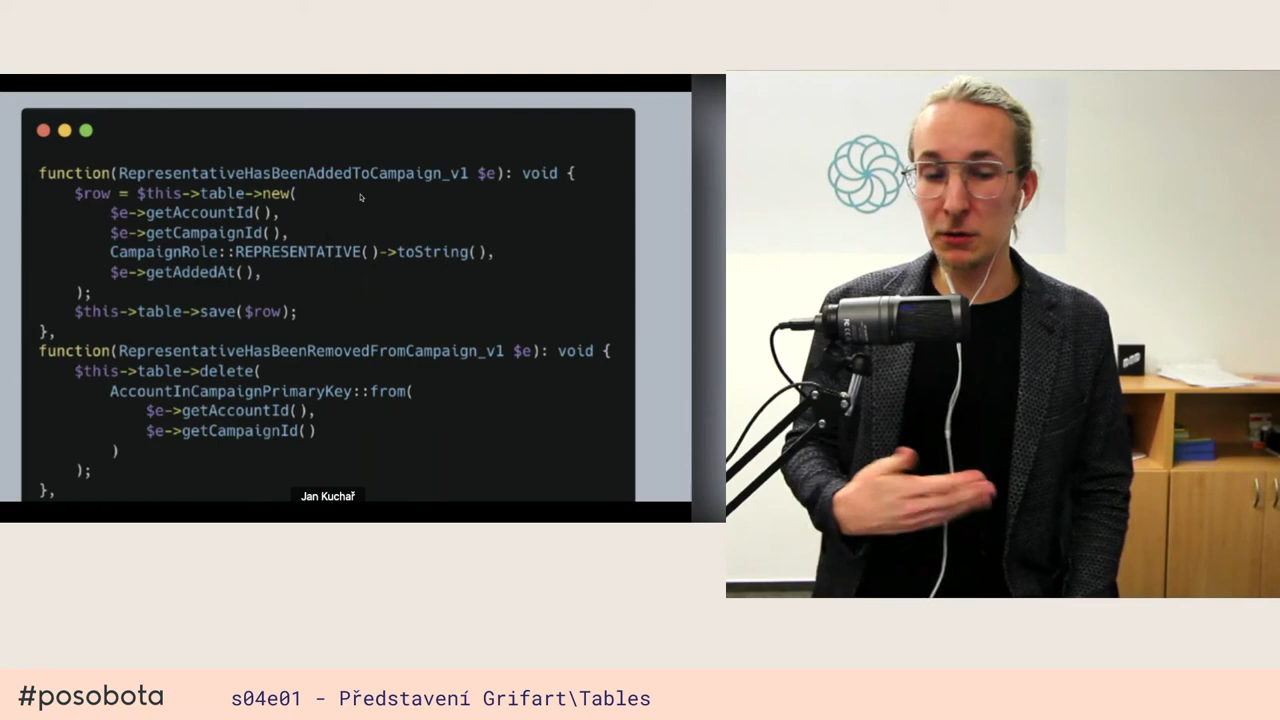 function(RepresentativeHasBeenAddedToCampaign_v1 $e): void {
$row = $this->table->new(
$e->getAccountId(),
$e->getCampaignId(),
CampaignRole::REPRESENTATIVE()->toString(),
$e->getAddedAt(),
);
$this->table->save($row);
},
function(RepresentativeHasBeenRemovedFromCampaign_v1 $e): void {
$this->table->delete(
AccountInCampaignPrimaryKey::from(
$e->getAccountId(),
$e->getCampaignId()
)
);
},
Jan Kuchař
#posobota
s04e01 - Představení Grifart\Tables